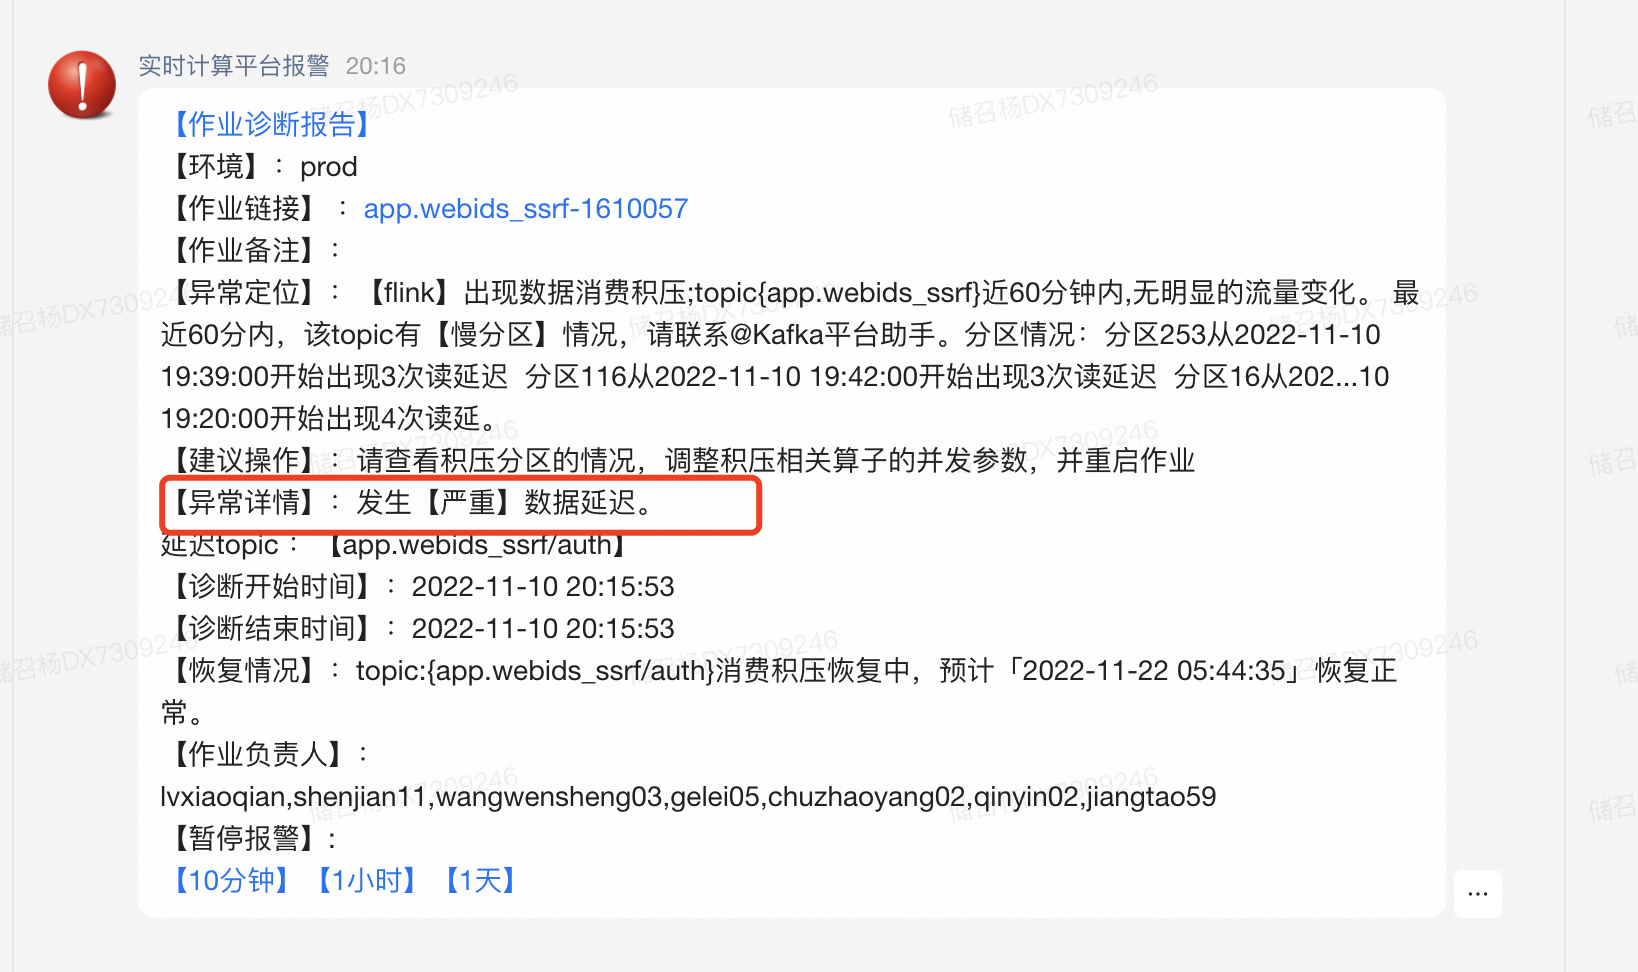 实时计算平台报警 20:16
【作业诊断报告】
【环境】： prod
【作业链接】 ： app.webids_ssrf-1610057
【作业备注】：
【异常定位】： 【flink】出现数据消费积压;topic{app.webids_ssrf}近60分钟内,无明显的流量变化。 最
近60分内，该topic有【慢分区】情况，请联系@Kafka平台助手。分区情况：分区253从2022-11-10
19:39:00开始出现3次读延迟 分区116从2022-11-10 19:42:00开始出现3次读延迟 分区16从202...10
19:20:00开始出现4次读延。
【建议操作】：请查看积压分区的情况，调整积压相关算子的并发参数，并重启作业
【异常详情】：发生【严重】数据延迟。
延迟topic： 【app.webids_ssrf/auth】
【诊断开始时间】：2022-11-10 20:15:53
【诊断结束时间】：2022-11-10 20:15:53
【恢复情况】：topic:{app.webids_ssrf/auth}消费积压恢复中，预计「2022-11-22 05:44:35」恢复正
常。
【作业负责人】：
lvxiaoqian,shenjian11,wangwensheng03,gelei05,chuzhaoyang02,qinyin02,jiangtao59
【暂停报警】:
【10分钟】 【1小时】 【1天】
...
储召杨DX7309246